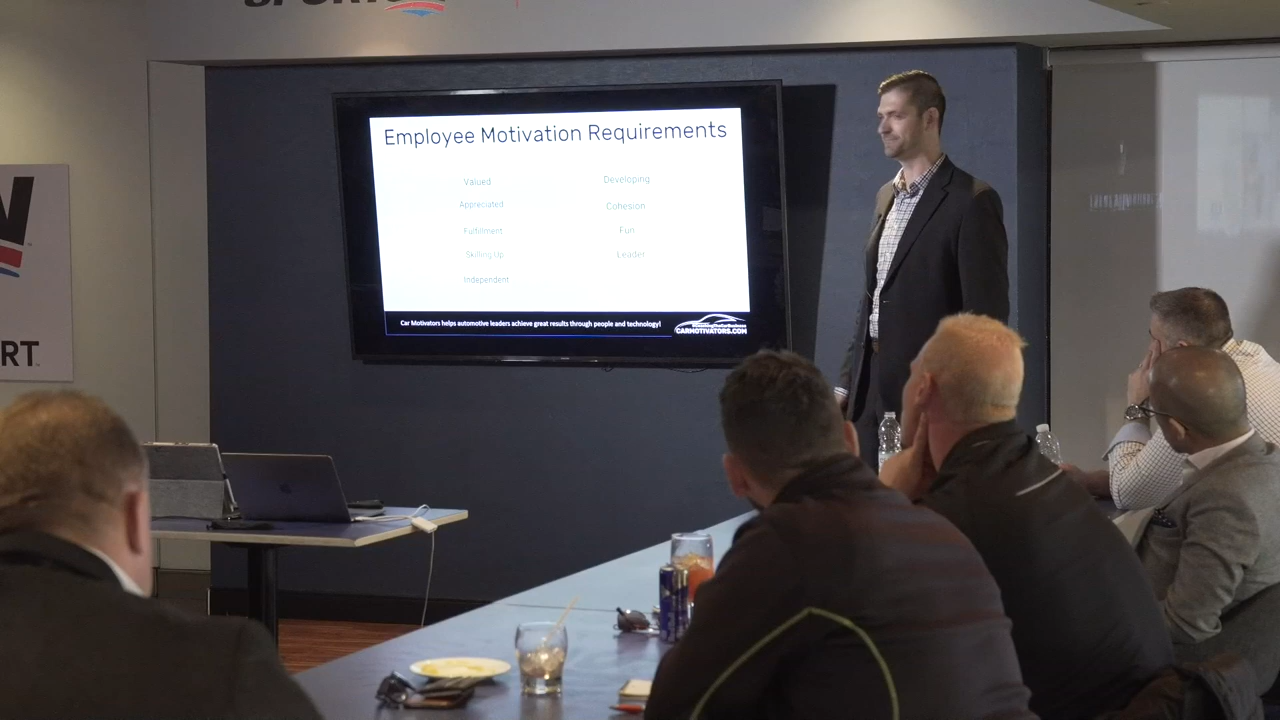 Employee Motivation Requirements
Valued
Appreciated
Fulfillment
Skilling Up
Independent
Developing
Cohesion
Fun
Leader
Car Motivators helps automotive leaders achieve great results through people and technology!
CARMOTIVATORS.COM
RT